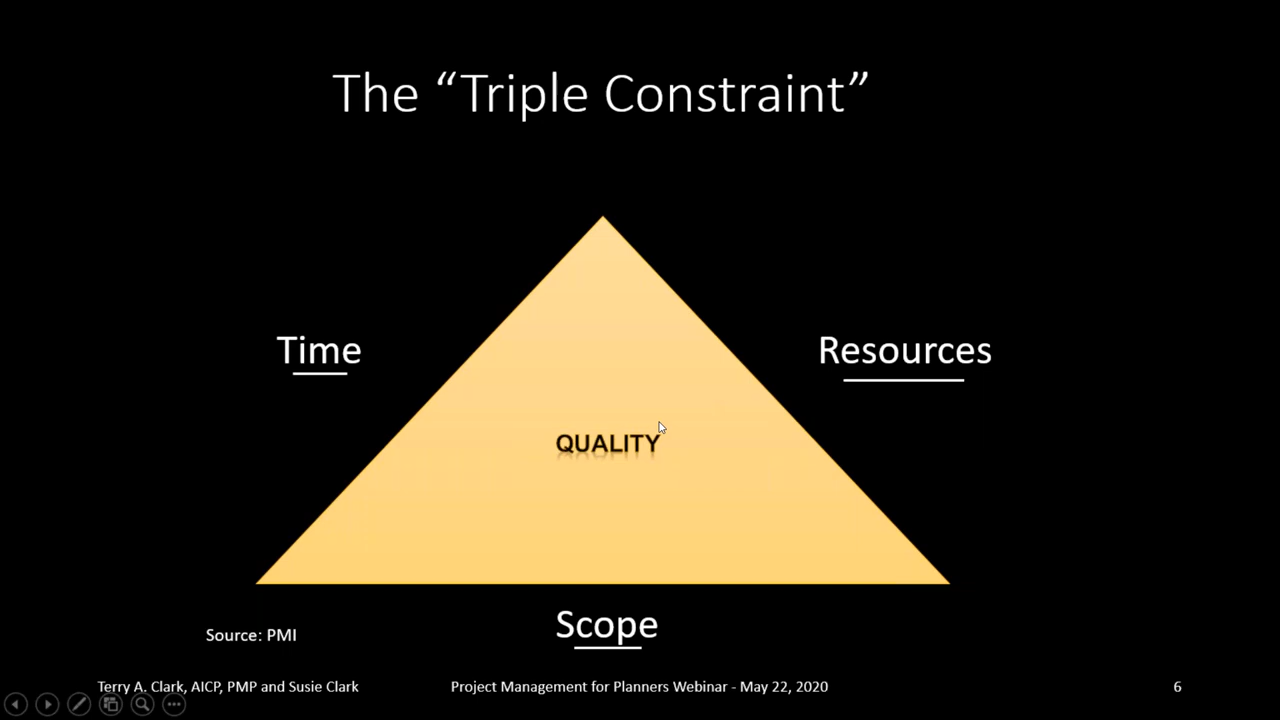 The “Triple Constraint”
Time
Resources
QUALITY
Scope
Source: PMI
Terry A. Clark, AICP, PMP and Susie Clark
Project Management for Planners Webinar - May 22, 2020
6